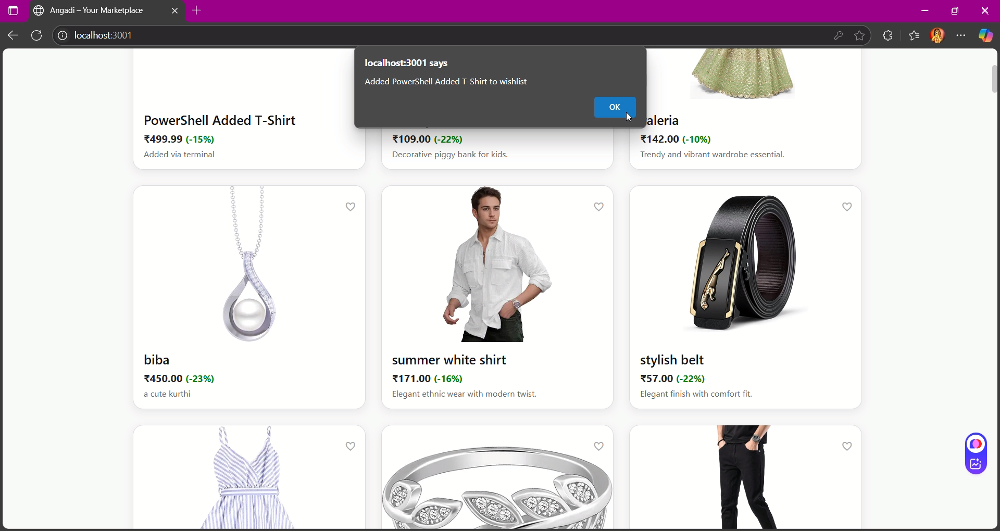 Angadi – Your Marketplace
localhost:3001
localhost:3001 says
Added PowerShell Added T-Shirt to wishlist
OK
PowerShell Added T-Shirt
₹499.99 (-15%)
Added via terminal
₹109.00 (-22%)
Decorative piggy bank for kids.
aleria
₹142.00 (-10%)
Trendy and vibrant wardrobe essential.
biba
₹450.00 (-23%)
a cute kurthi
summer white shirt
₹171.00 (-16%)
Elegant ethnic wear with modern twist.
stylish belt
₹57.00 (-22%)
Elegant finish with comfort fit.